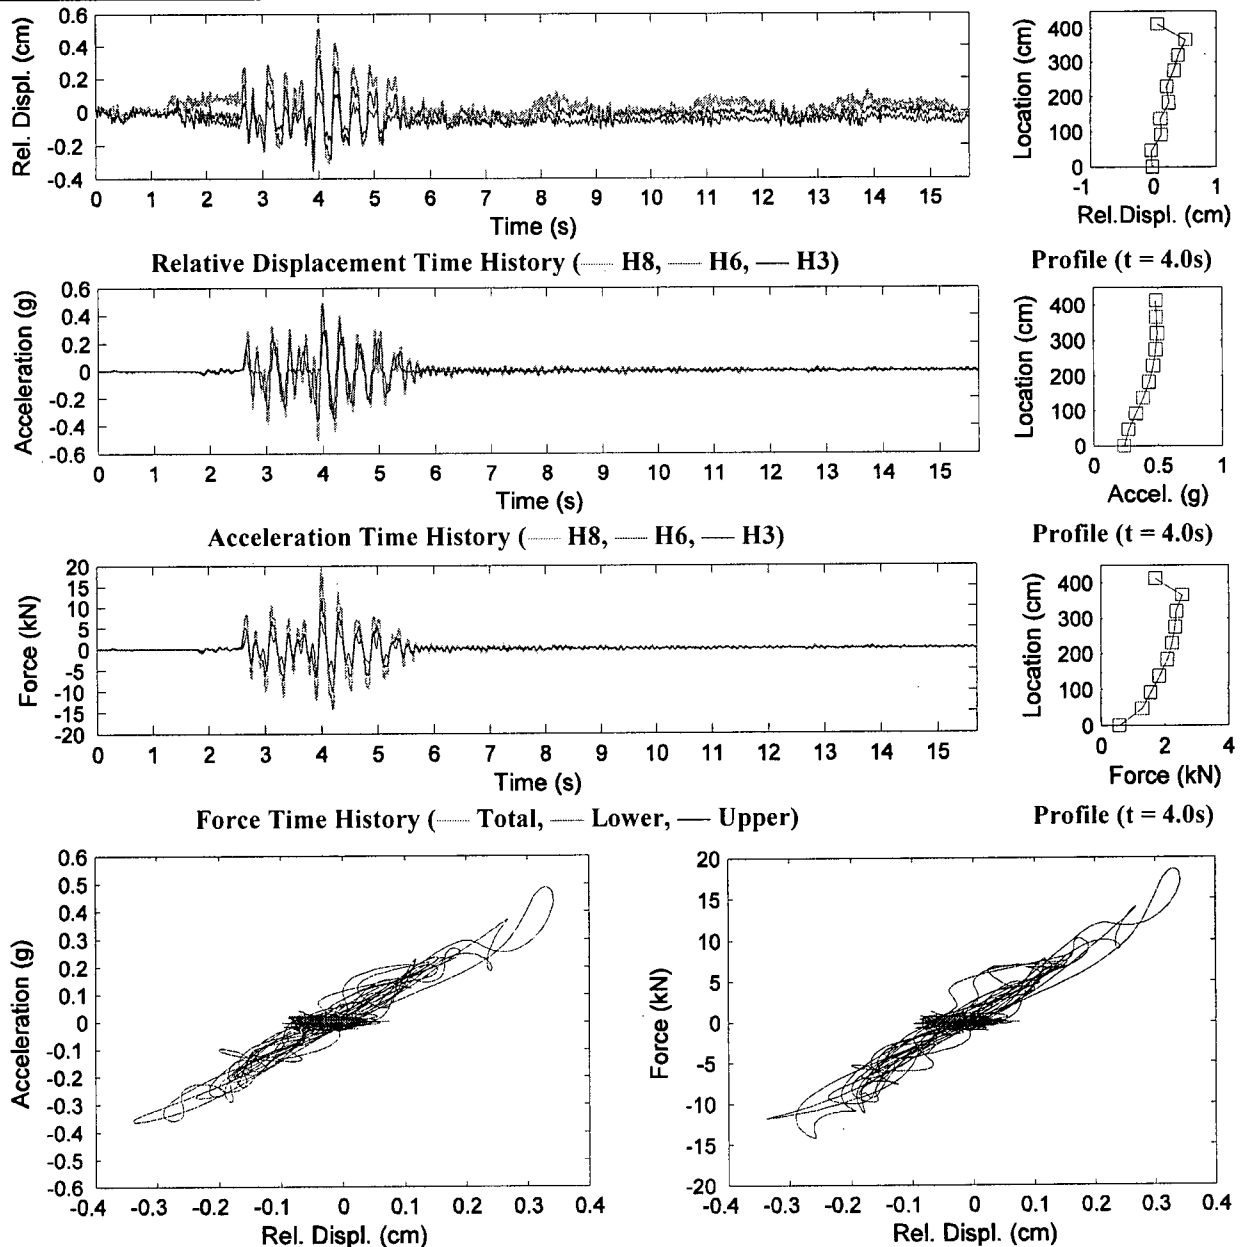 0.6
0.4
0.2
0
-0.2
-0.4
Rel. Displ. (cm)
0 1 2 3 4 5 6 7 8 9 10 11 12 13 14 15
Time (s)
Relative Displacement Time History (— H8, — H6, — H3)
400
300
200
100
0
Location (cm)
-1 0 1
Rel.Displ. (cm)
Profile (t = 4.0s)
0.6
0.4
0.2
0
-0.2
-0.4
-0.6
Acceleration (g)
0 1 2 3 4 5 6 7 8 9 10 11 12 13 14 15
Time (s)
Acceleration Time History (— H8, — H6, — H3)
400
300
200
100
0
Location (cm)
0 0.5 1
Accel. (g)
Profile (t = 4.0s)
20
15
10
5
0
-5
-10
-15
-20
Force (kN)
0 1 2 3 4 5 6 7 8 9 10 11 12 13 14 15
Time (s)
Force Time History (— Total, — Lower, — Upper)
400
300
200
100
0
Location (cm)
0 2 4
Force (kN)
Profile (t = 4.0s)
0.6
0.5
0.4
0.3
0.2
0.1
0
-0.1
-0.2
-0.3
-0.4
-0.5
-0.6
Acceleration (g)
-0.4 -0.3 -0.2 -0.1 0 0.1 0.2 0.3 0.4
Rel. Displ. (cm)
20
15
10
5
0
-5
-10
-15
-20
Force (kN)
-0.4 -0.3 -0.2 -0.1 0 0.1 0.2 0.3 0.4
Rel. Displ. (cm)